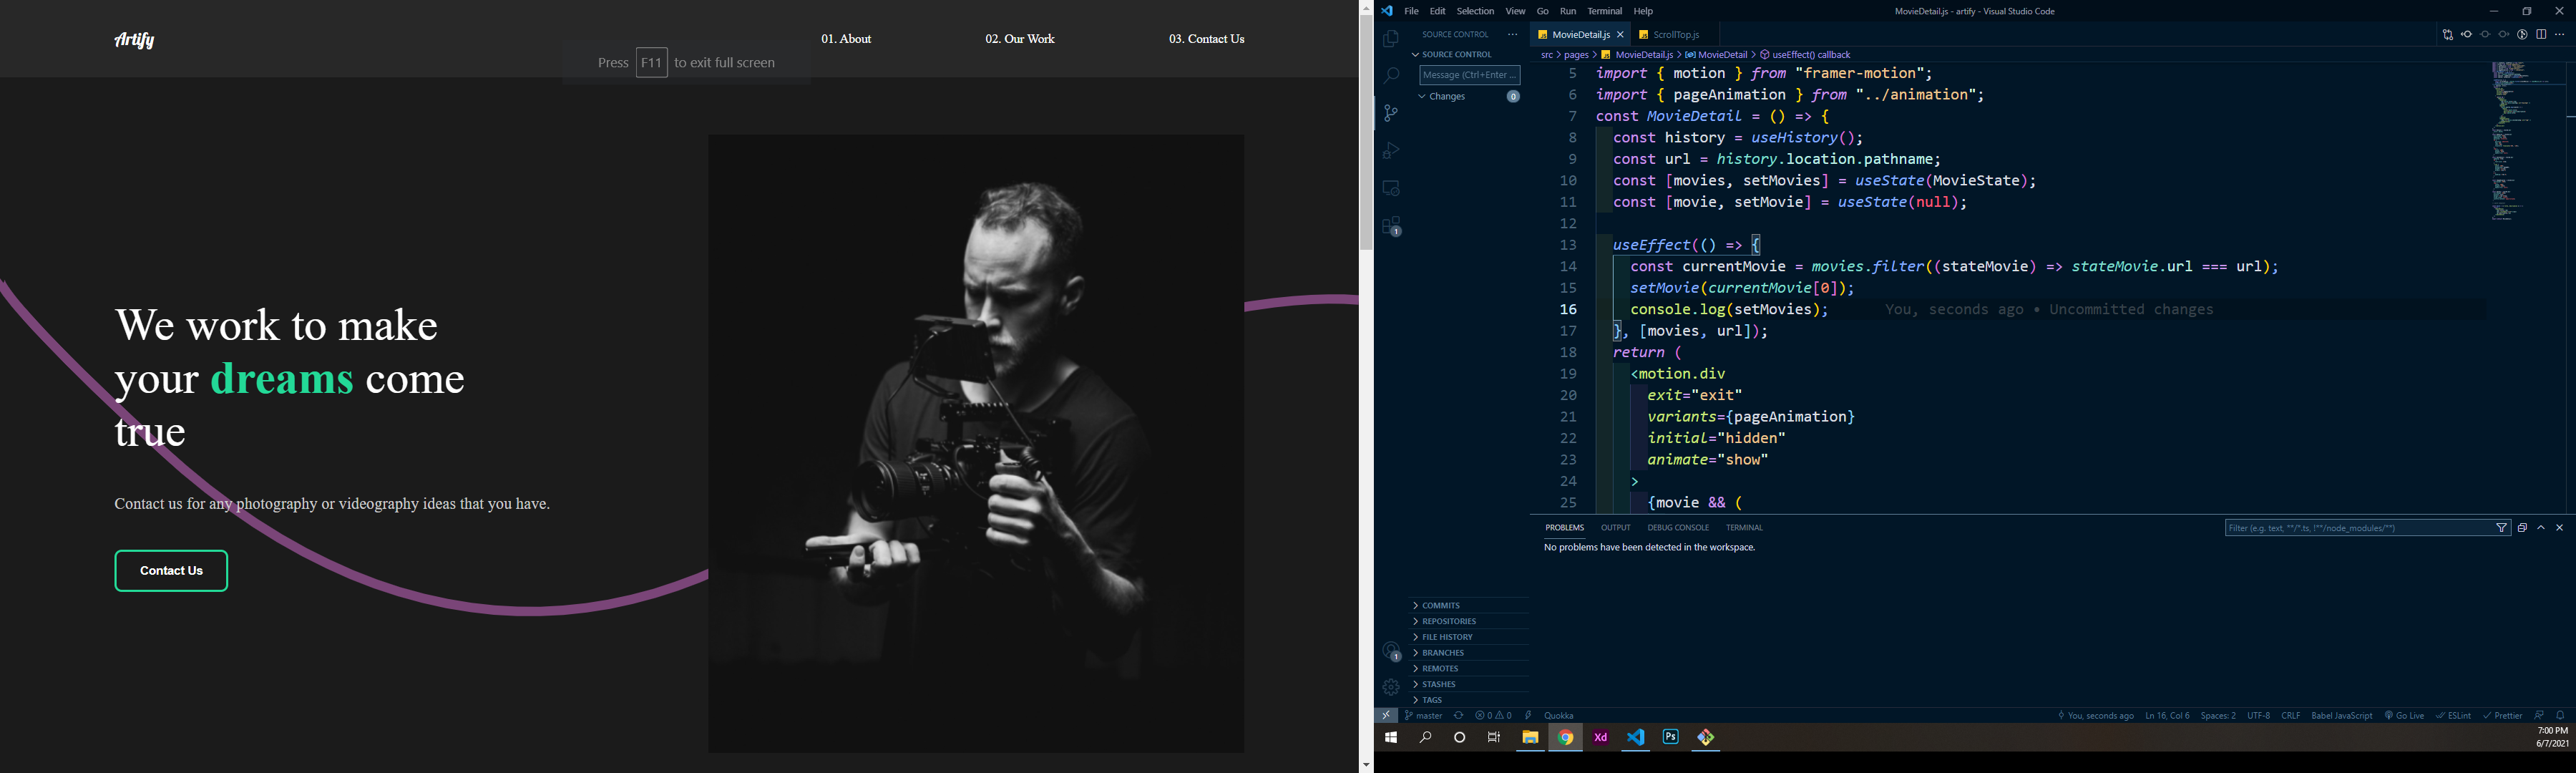 Artify
01. About
02. Our Work
03. Contact Us
Press F11 to exit full screen
We work to make
your dreams come
true
Contact us for any photography or videography ideas that you have.
Contact Us
File Edit Selection View Go Run Terminal Help
MovieDetail.js - artify - Visual Studio Code
SOURCE CONTROL
SOURCE CONTROL
Message (Ctrl+Enter ...
Changes 0
1
1
COMMITS
REPOSITORIES
FILE HISTORY
BRANCHES
REMOTES
STASHES
TAGS
MovieDetail.js
ScrollTop.js
src > pages > MovieDetail.js > MovieDetail > useEffect() callback
5 import { motion } from "framer-motion";
6 import { pageAnimation } from "../animation";
7 const MovieDetail = () => {
8 const history = useHistory();
9 const url = history.location.pathname;
10 const [movies, setMovies] = useState(MovieState);
11 const [movie, setMovie] = useState(null);
12
13 useEffect(() => {
14 const currentMovie = movies.filter((stateMovie) => stateMovie.url === url);
15 setMovie(currentMovie[0]);
16 console.log(setMovies); You, seconds ago • Uncommitted changes
17 }, [movies, url]);
18 return (
19 <motion.div
20 exit="exit"
21 variants={pageAnimation}
22 initial="hidden"
23 animate="show"
24 >
25 {movie && (
PROBLEMS OUTPUT DEBUG CONSOLE TERMINAL
Filter (e.g. text, **/*.ts, !**/node_modules/**)
No problems have been detected in the workspace.
master 0 0 Quokka
You, seconds ago Ln 16, Col 6 Spaces: 2 UTF-8 CRLF Babel JavaScript Go Live ESLint Prettier
Xd Ps
7:00 PM
6/7/2021